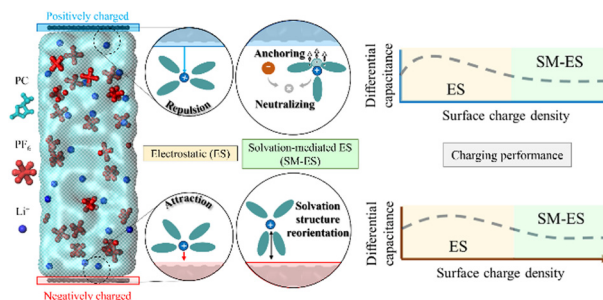 Positively charged
PC
PF₆
Li⁺
Negatively charged
Repulsion
Anchoring
Neutralizing
Electrostatic (ES)
Solvation-mediated ES
(SM-ES)
Attraction
Solvation
structure
reorientation
Differential
capacitance
ES
SM-ES
Surface charge density
Charging performance
Differential
capacitance
ES
SM-ES
Surface charge density